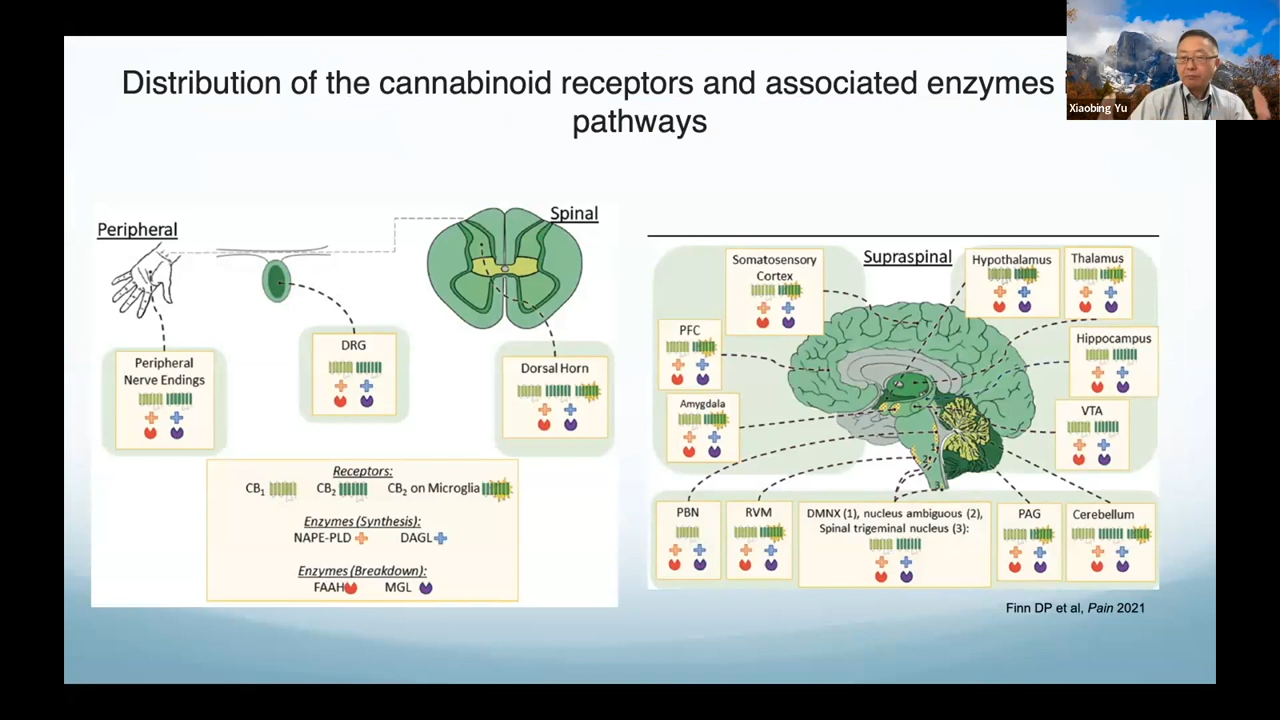 Distribution of the cannabinoid receptors and associated enzymes
pathways
Xiaobing Yu
Peripheral
Spinal
Peripheral
Nerve Endings
DRG
Dorsal Horn
Receptors:
CB1 CB2 CB2 on Microglia
Enzymes (Synthesis):
NAPE-PLD DAGL
Enzymes (Breakdown):
FAAH MGL
Supraspinal
Somatosensory
Cortex
Hypothalamus
Thalamus
PFC
Hippocampus
Amygdala
VTA
PBN
RVM
DMNX (1), nucleus ambiguous (2),
Spinal trigeminal nucleus (3):
PAG
Cerebellum
Finn DP et al, Pain 2021